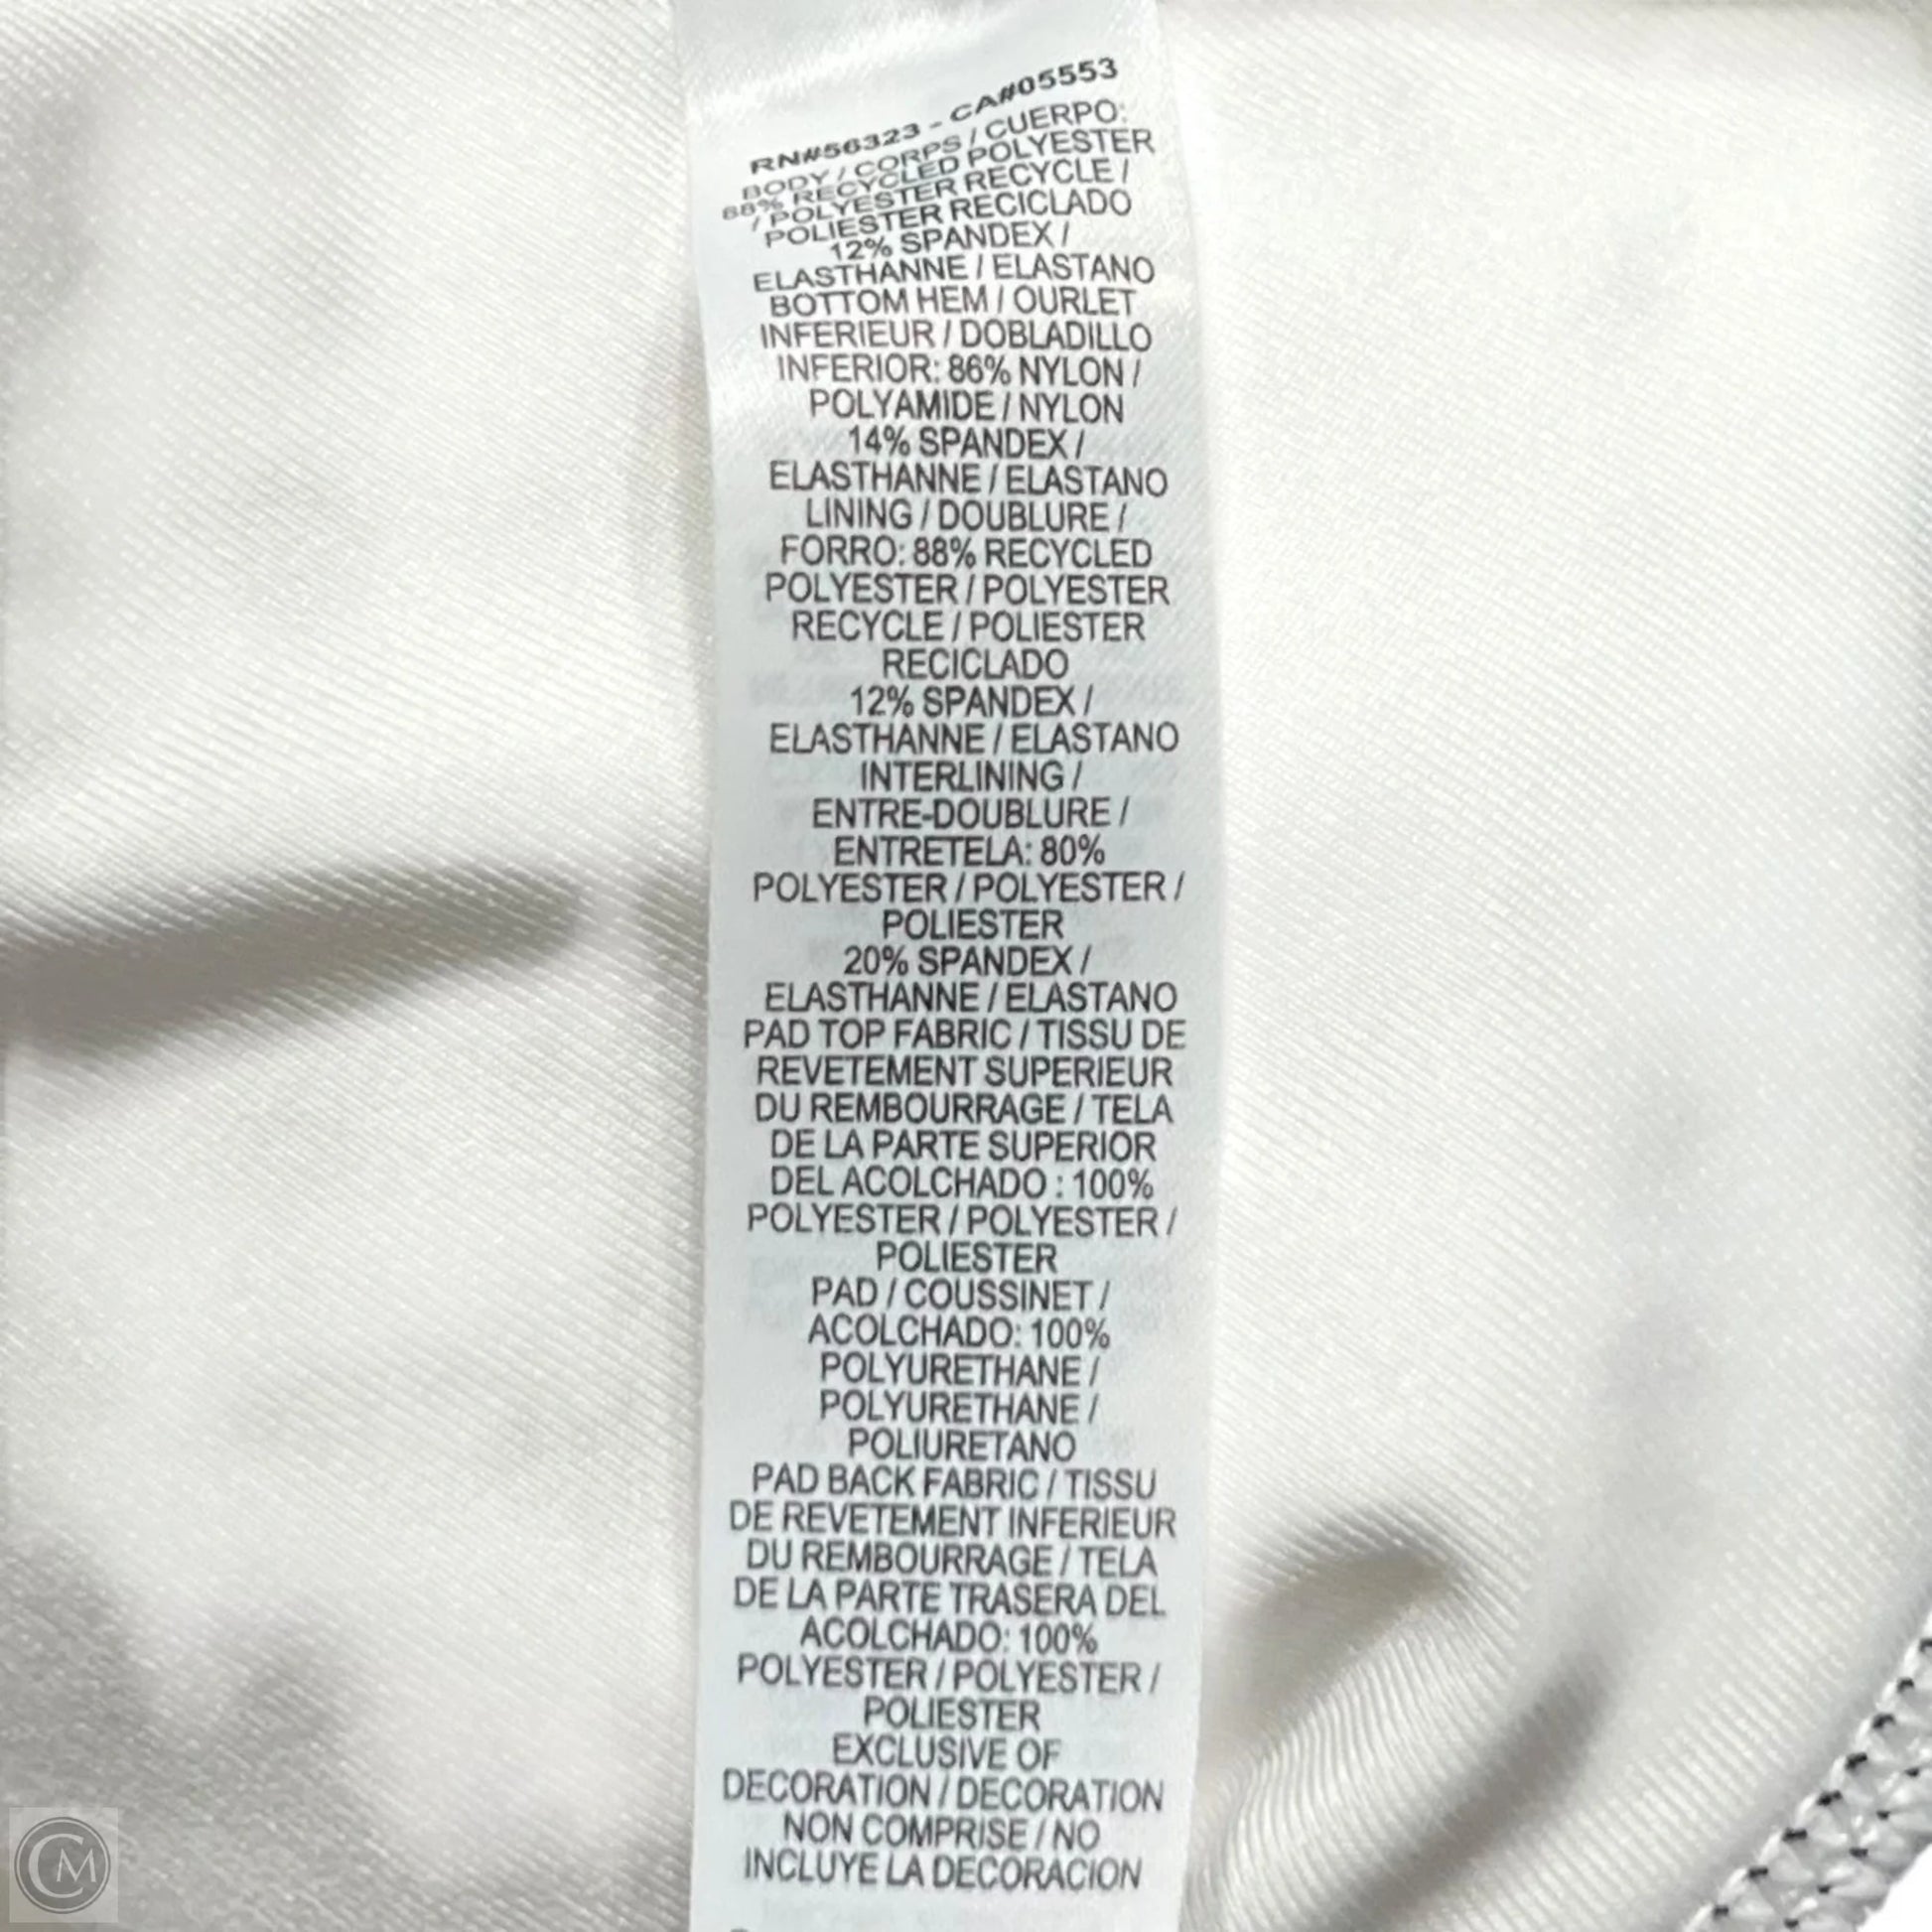 RN#56323 - CA#05553
BODY / CORPS / CUERPO:
88% RECYCLED POLYESTER
/ POLYESTER RECYCLE /
POLIESTER RECICLADO
12% SPANDEX /
ELASTHANNE / ELASTANO
BOTTOM HEM / OURLET
INFERIEUR / DOBLADILLO
INFERIOR: 86% NYLON /
POLYAMIDE / NYLON
14% SPANDEX /
ELASTHANNE / ELASTANO
LINING / DOUBLURE /
FORRO: 88% RECYCLED
POLYESTER / POLYESTER
RECYCLE / POLIESTER
RECICLADO
12% SPANDEX /
ELASTHANNE / ELASTANO
INTERLINING /
ENTRE-DOUBLURE /
ENTRETELA: 80%
POLYESTER / POLYESTER /
POLIESTER
20% SPANDEX /
ELASTHANNE / ELASTANO
PAD TOP FABRIC / TISSU DE
REVETEMENT SUPERIEUR
DU REMBOURRAGE / TELA
DE LA PARTE SUPERIOR
DEL ACOLCHADO : 100%
POLYESTER / POLYESTER /
POLIESTER
PAD / COUSSINET /
ACOLCHADO: 100%
POLYURETHANE /
POLYURETHANE /
POLIURETANO
PAD BACK FABRIC / TISSU
DE REVETEMENT INFERIEUR
DU REMBOURRAGE / TELA
DE LA PARTE TRASERA DEL
ACOLCHADO: 100%
POLYESTER / POLYESTER /
POLIESTER
EXCLUSIVE OF
DECORATION / DECORATION
NON COMPRISE / NO
INCLUYE LA DECORACION
CM